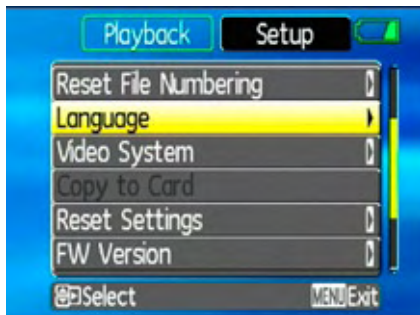 Playback Setup
Reset File Numbering
Language
Video System
Copy to Card
Reset Settings
FW Version
Select MENU Exit